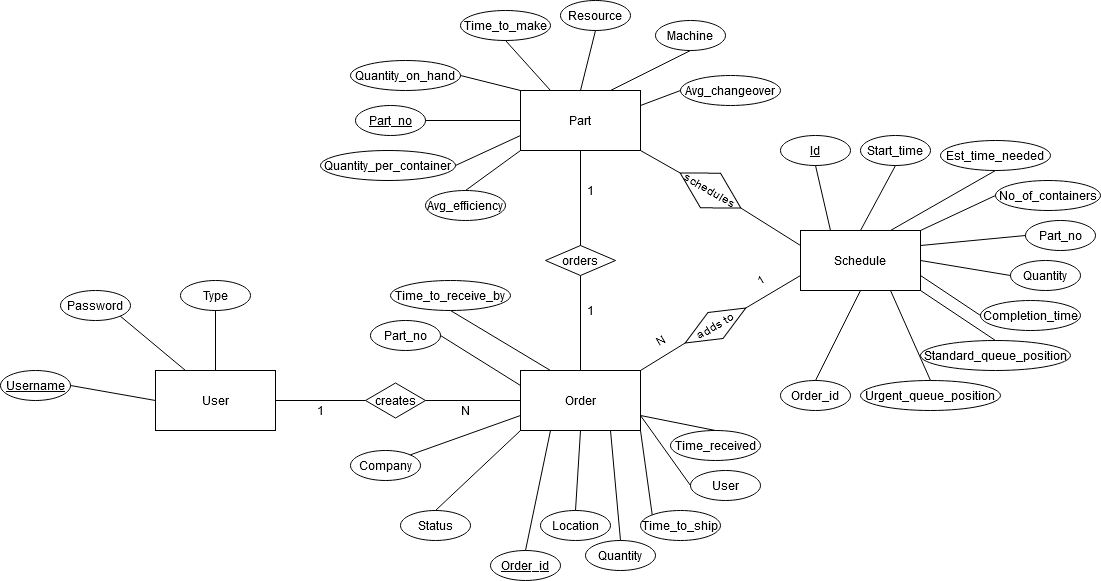 Resource
Time_to_make
Machine
Quantity_on_hand
Avg_changeover
Part_no
Part
Quantity_per_container
Avg_efficiency
schedules
1
Id
Start_time
Est_time_needed
No_of_containers
Part_no
Schedule
Quantity
Completion_time
Standard_queue_position
Urgent_queue_position
Order_id
orders
1
1
adds to
N
Time_to_receive_by
Part_no
Type
Password
Username
User
1
creates
N
Order
Company
Status
Order_id
Location
Quantity
Time_to_ship
User
Time_received